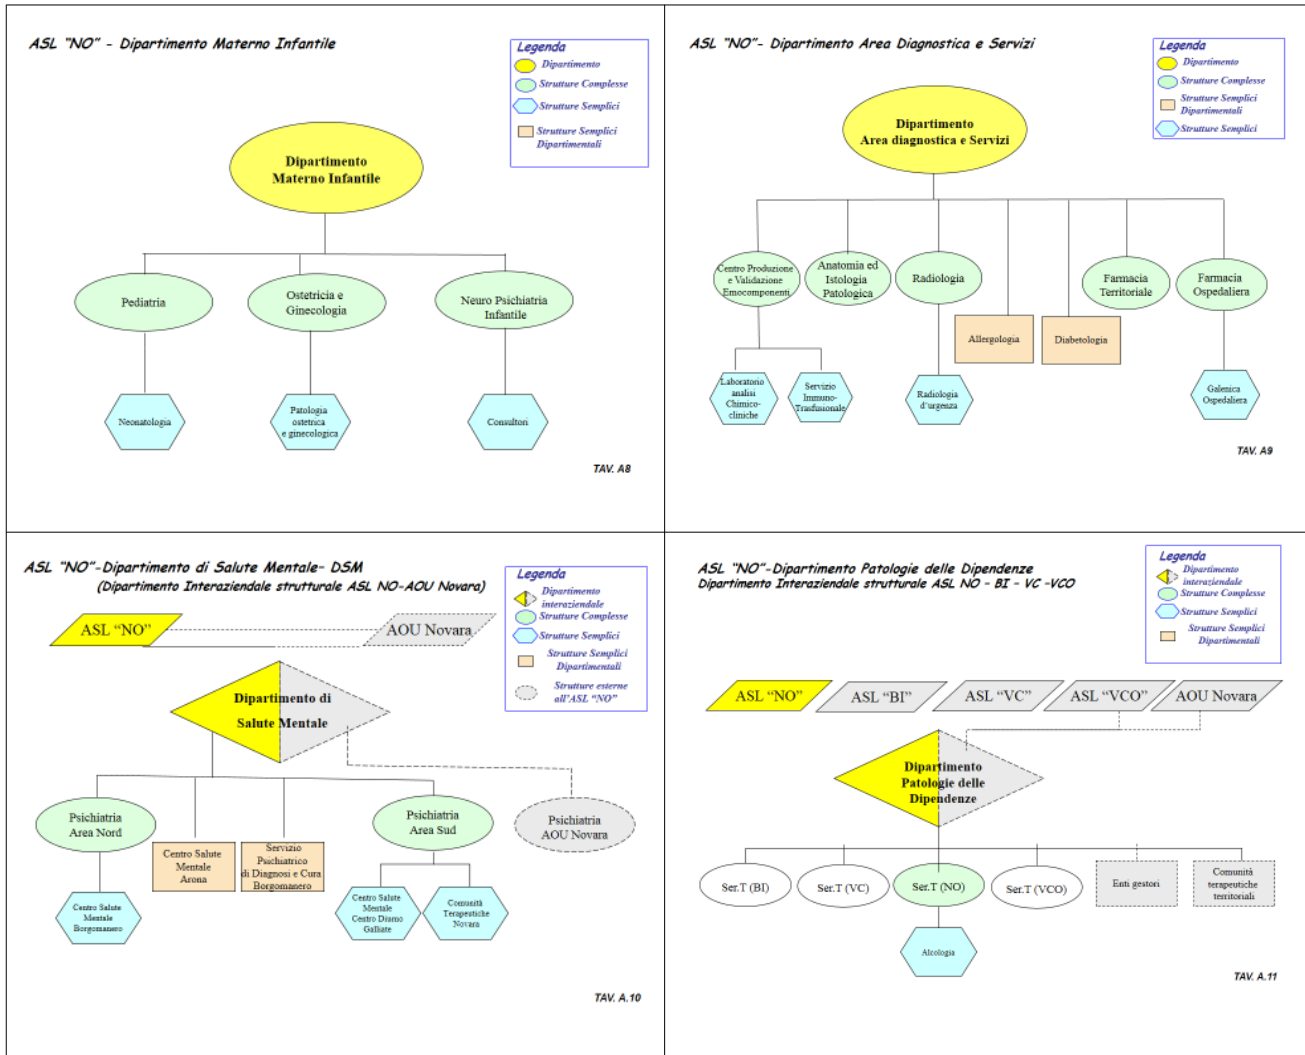 ASL “NO” - Dipartimento Materno Infantile
Legenda
Dipartimento
Strutture Complesse
Strutture Semplici
Strutture Semplici
Dipartimentali
Dipartimento
Materno Infantile
Pediatria
Ostetricia e
Ginecologia
Neuro Psichiatria
Infantile
Neonatologia
Patologia
ostetrica
e ginecologica
Consultori
TAV. A8
ASL “NO”- Dipartimento Area Diagnostica e Servizi
Legenda
Dipartimento
Strutture Complesse
Strutture Semplici
Dipartimentali
Strutture Semplici
Dipartimento
Area diagnostica e Servizi
Centro Produzione
e Validazione
Emocomponenti
Anatomia ed
Istologia
Patologica
Radiologia
Farmacia
Territoriale
Farmacia
Ospedaliera
Allergologia
Diabetologia
Laboratorio
analisi
Chimico-
cliniche
Servizio
Immuno-
Trasfusionale
Radiologia
d’urgenza
Galenica
Ospedaliera
TAV. A9
ASL “NO”-Dipartimento di Salute Mentale– DSM
(Dipartimento Interaziendale strutturale ASL NO-AOU Novara)
Legenda
Dipartimento
interaziendale
Strutture Complesse
Strutture Semplici
Strutture Semplici
Dipartimentali
Strutture esterne
all’ASL “NO”
ASL “NO”
AOU Novara
Dipartimento di
Salute Mentale
Psichiatria
Area Nord
Centro Salute
Mentale
Arona
Servizio
Psichiatrico
di Diagnosi e Cura
Borgomanero
Psichiatria
Area Sud
Psichiatria
AOU Novara
Centro Salute
Mentale
Borgomanero
Centro Salute
Mentale
Centro Diurno
Galliate
Comunità
Terapeutiche
Novara
TAV. A.10
ASL “NO”-Dipartimento Patologie delle Dipendenze
Dipartimento Interaziendale strutturale ASL NO – BI – VC -VCO
Legenda
Dipartimento
interaziendale
Strutture Complesse
Strutture Semplici
Strutture Semplici
Dipartimentali
ASL “NO”
ASL “BI”
ASL “VC”
ASL “VCO”
AOU Novara
Dipartimento
Patologie delle
Dipendenze
Ser.T (BI)
Ser.T (VC)
Ser.T (NO)
Ser.T (VCO)
Enti gestori
Comunità
terapeutiche
territoriali
Alcologia
TAV. A.11